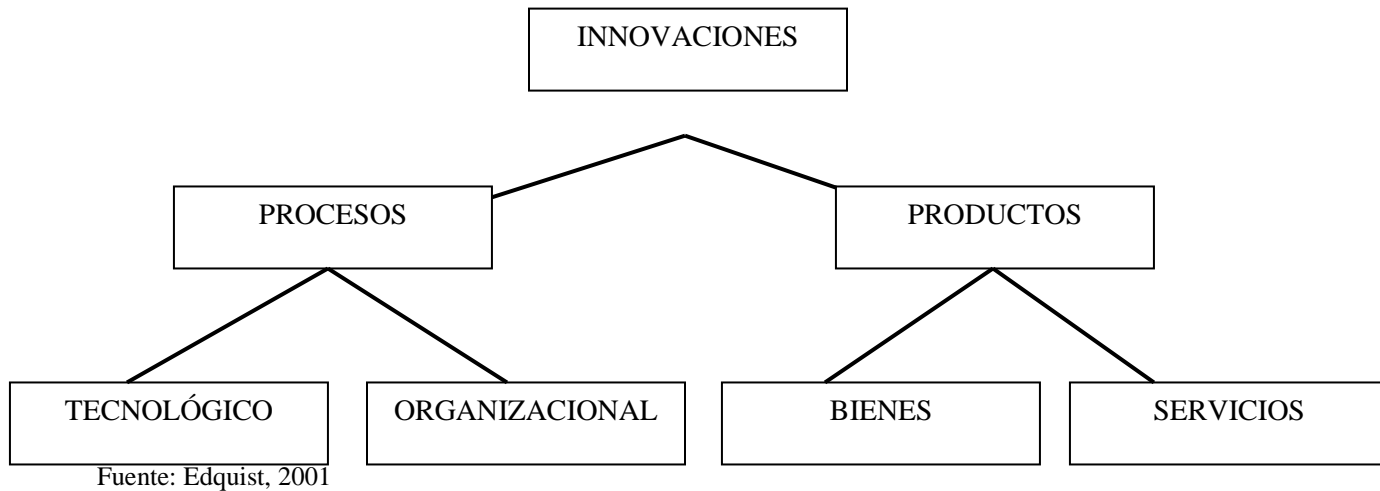 INNOVACIONES
PROCESOS
PRODUCTOS
TECNOLÓGICO
ORGANIZACIONAL
BIENES
SERVICIOS
Fuente: Edquist, 2001